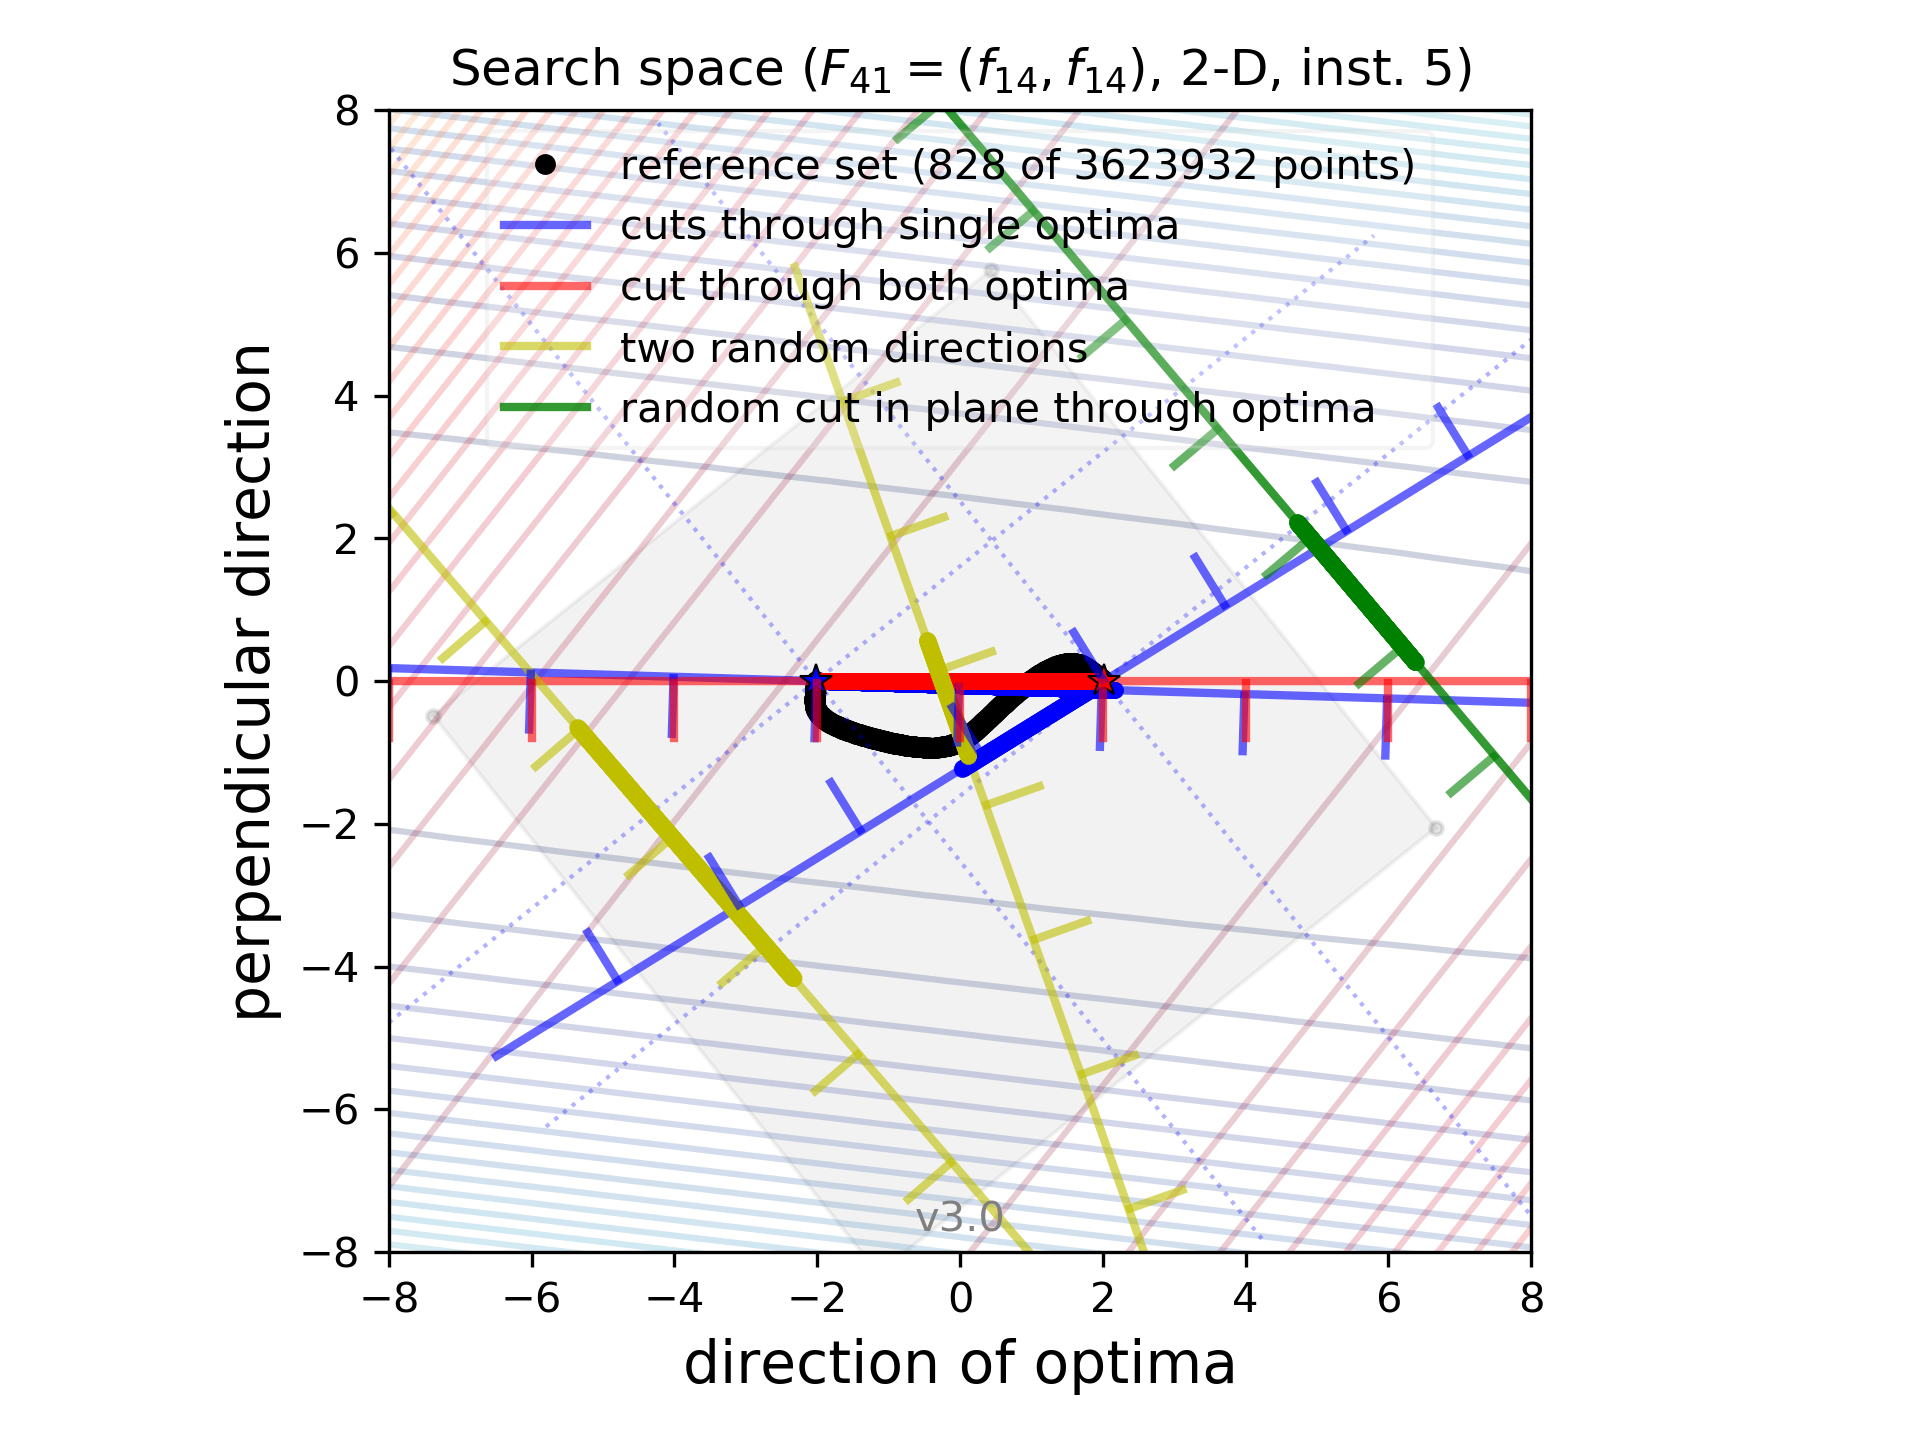 Search space (F₄₁ = (f₁₄, f₁₄), 2-D, inst. 5)
reference set (828 of 3623932 points)
cuts through single optima
cut through both optima
two random directions
random cut in plane through optima
perpendicular direction
8
6
4
2
0
−2
−4
−6
−8
v3.0
−8 −6 −4 −2 0 2 4 6 8
direction of optima